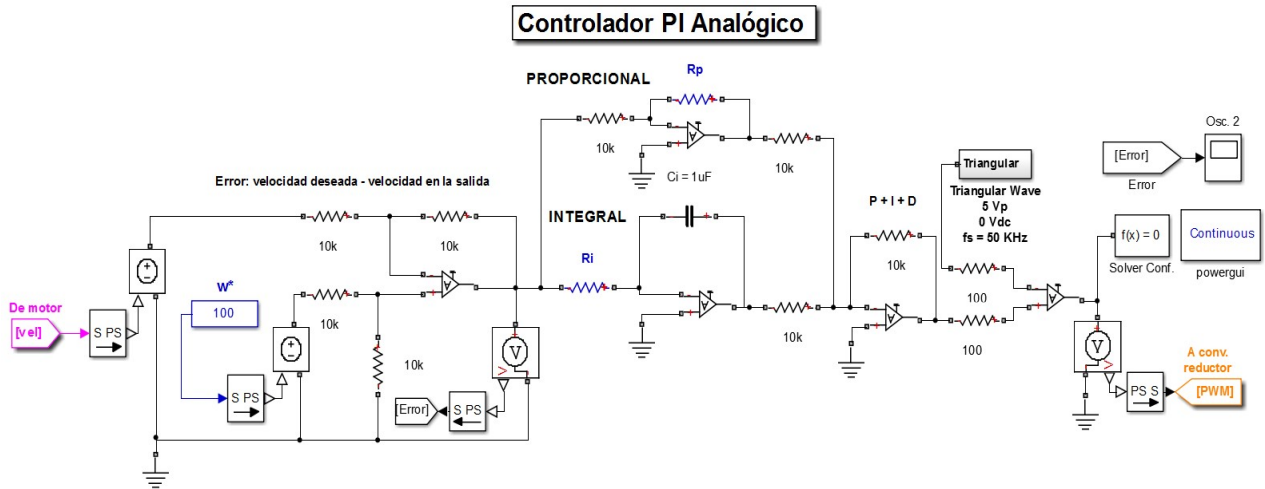 Controlador PI Analógico
PROPORCIONAL
Rp
10k
10k
Ci = 1uF
Error: velocidad deseada - velocidad en la salida
INTEGRAL
Ri
10k
10k
10k
10k
10k
P + I + D
10k
Triangular
Triangular Wave
5 Vp
0 Vdc
fs = 50 KHz
100
100
Osc. 2
[Error]
Error
f(x) = 0
Solver Conf.
Continuous
powergui
W*
100
De motor
[vel]
S PS
S PS
[Error]
S PS
V
V
A conv.
reductor
PS S
[PWM]